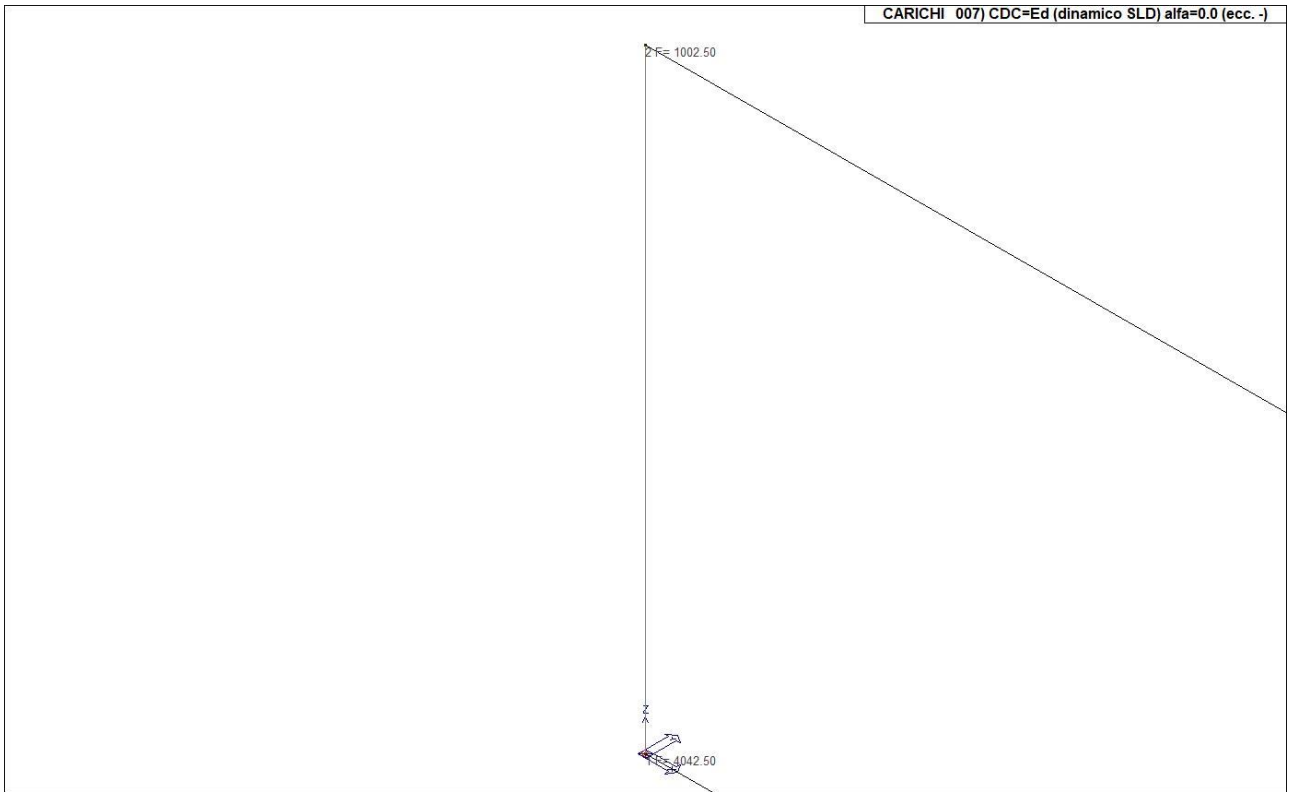 CARICHI 007) CDC=Ed (dinamico SLD) alfa=0.0 (ecc. -)
2 F= 1002.50
Z
1 F= 4042.50